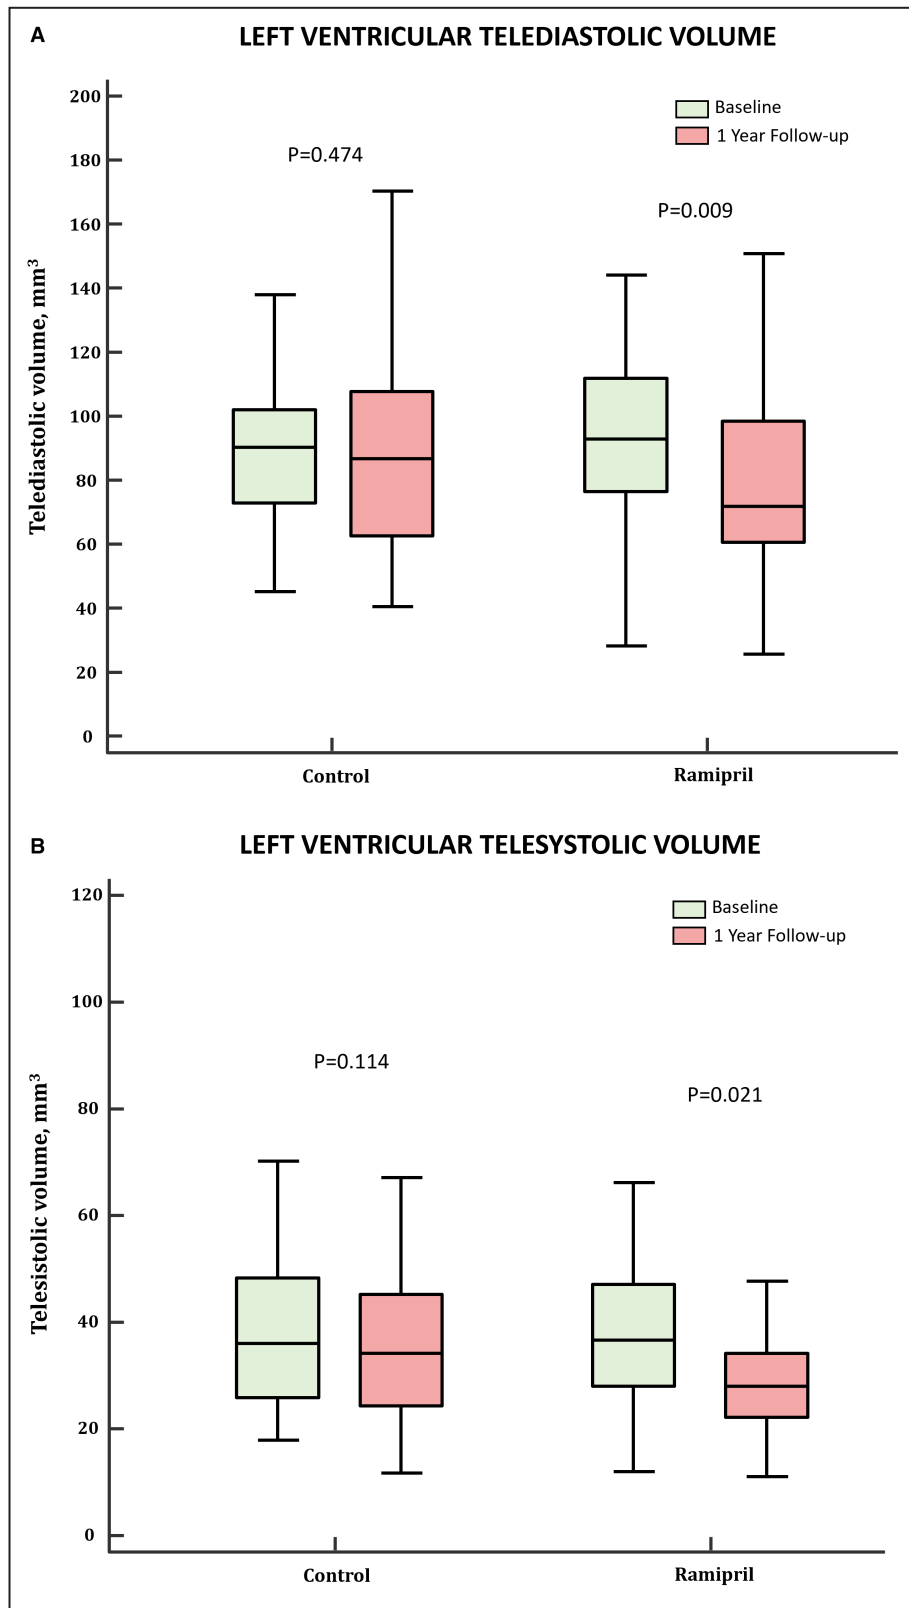 A
LEFT VENTRICULAR TELEDIASTOLIC VOLUME
200
180
160
140
120
100
80
60
40
20
0
Telediastolic volume, mm³
Baseline
1 Year Follow-up
P=0.474
P=0.009
Control
Ramipril
B
LEFT VENTRICULAR TELESYSTOLIC VOLUME
120
100
80
60
40
20
0
Telesistolic volume, mm³
Baseline
1 Year Follow-up
P=0.114
P=0.021
Control
Ramipril